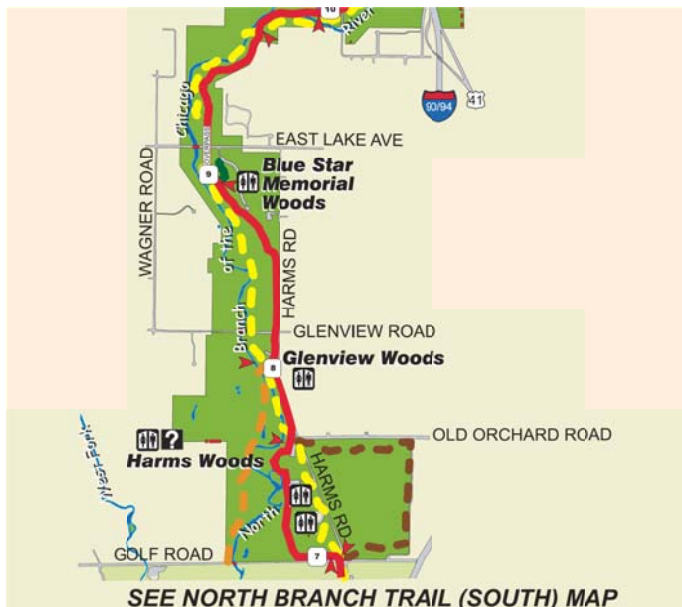 10
River
90/94
41
Chicago
EAST LAKE AVE
OVERPASS
9
Blue Star
Memorial
Woods
WAGNER ROAD
of the
HARMS RD
Branch
GLENVIEW ROAD
8
Glenview Woods
?
OLD ORCHARD ROAD
Harms Woods
West Fork
HARMS RD
North
GOLF ROAD
7
SEE NORTH BRANCH TRAIL (SOUTH) MAP